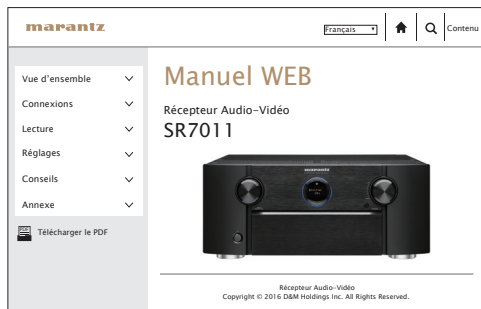 marantz
Français
Contenu
Vue d'ensemble
Connexions
Lecture
Réglages
Conseils
Annexe
Télécharger le PDF
Manuel WEB
Récepteur Audio–Vidéo
SR7011
marantz
Récepteur Audio–Vidéo
Copyright © 2016 D&M Holdings Inc. All Rights Reserved.